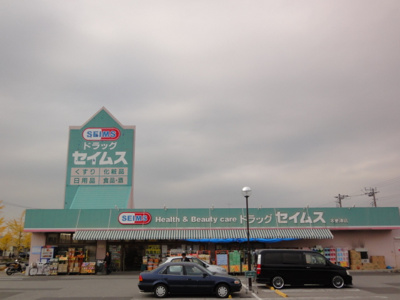 SEIMS
ドラッグ
セイムス
くすり 化粧品
日用品 食品・酒
SEIMS Health & Beauty care ドラッグ セイムス